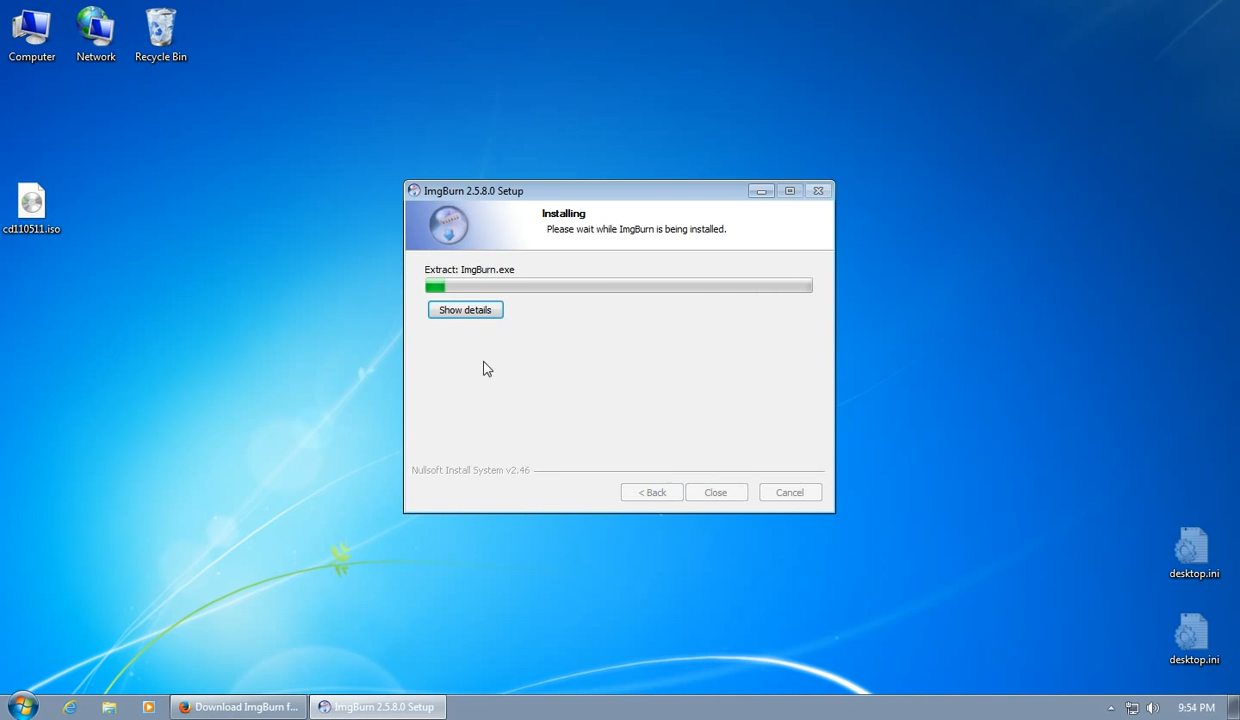 Computer
Network
Recycle Bin
cd110511.iso
ImgBurn 2.5.8.0 Setup
Installing
Please wait while ImgBurn is being installed.
Extract: ImgBurn.exe
Show details
Nullsoft Install System v2.46
< Back
Close
Cancel
desktop.ini
desktop.ini
Download ImgBurn f...
ImgBurn 2.5.8.0 Setup
9:54 PM